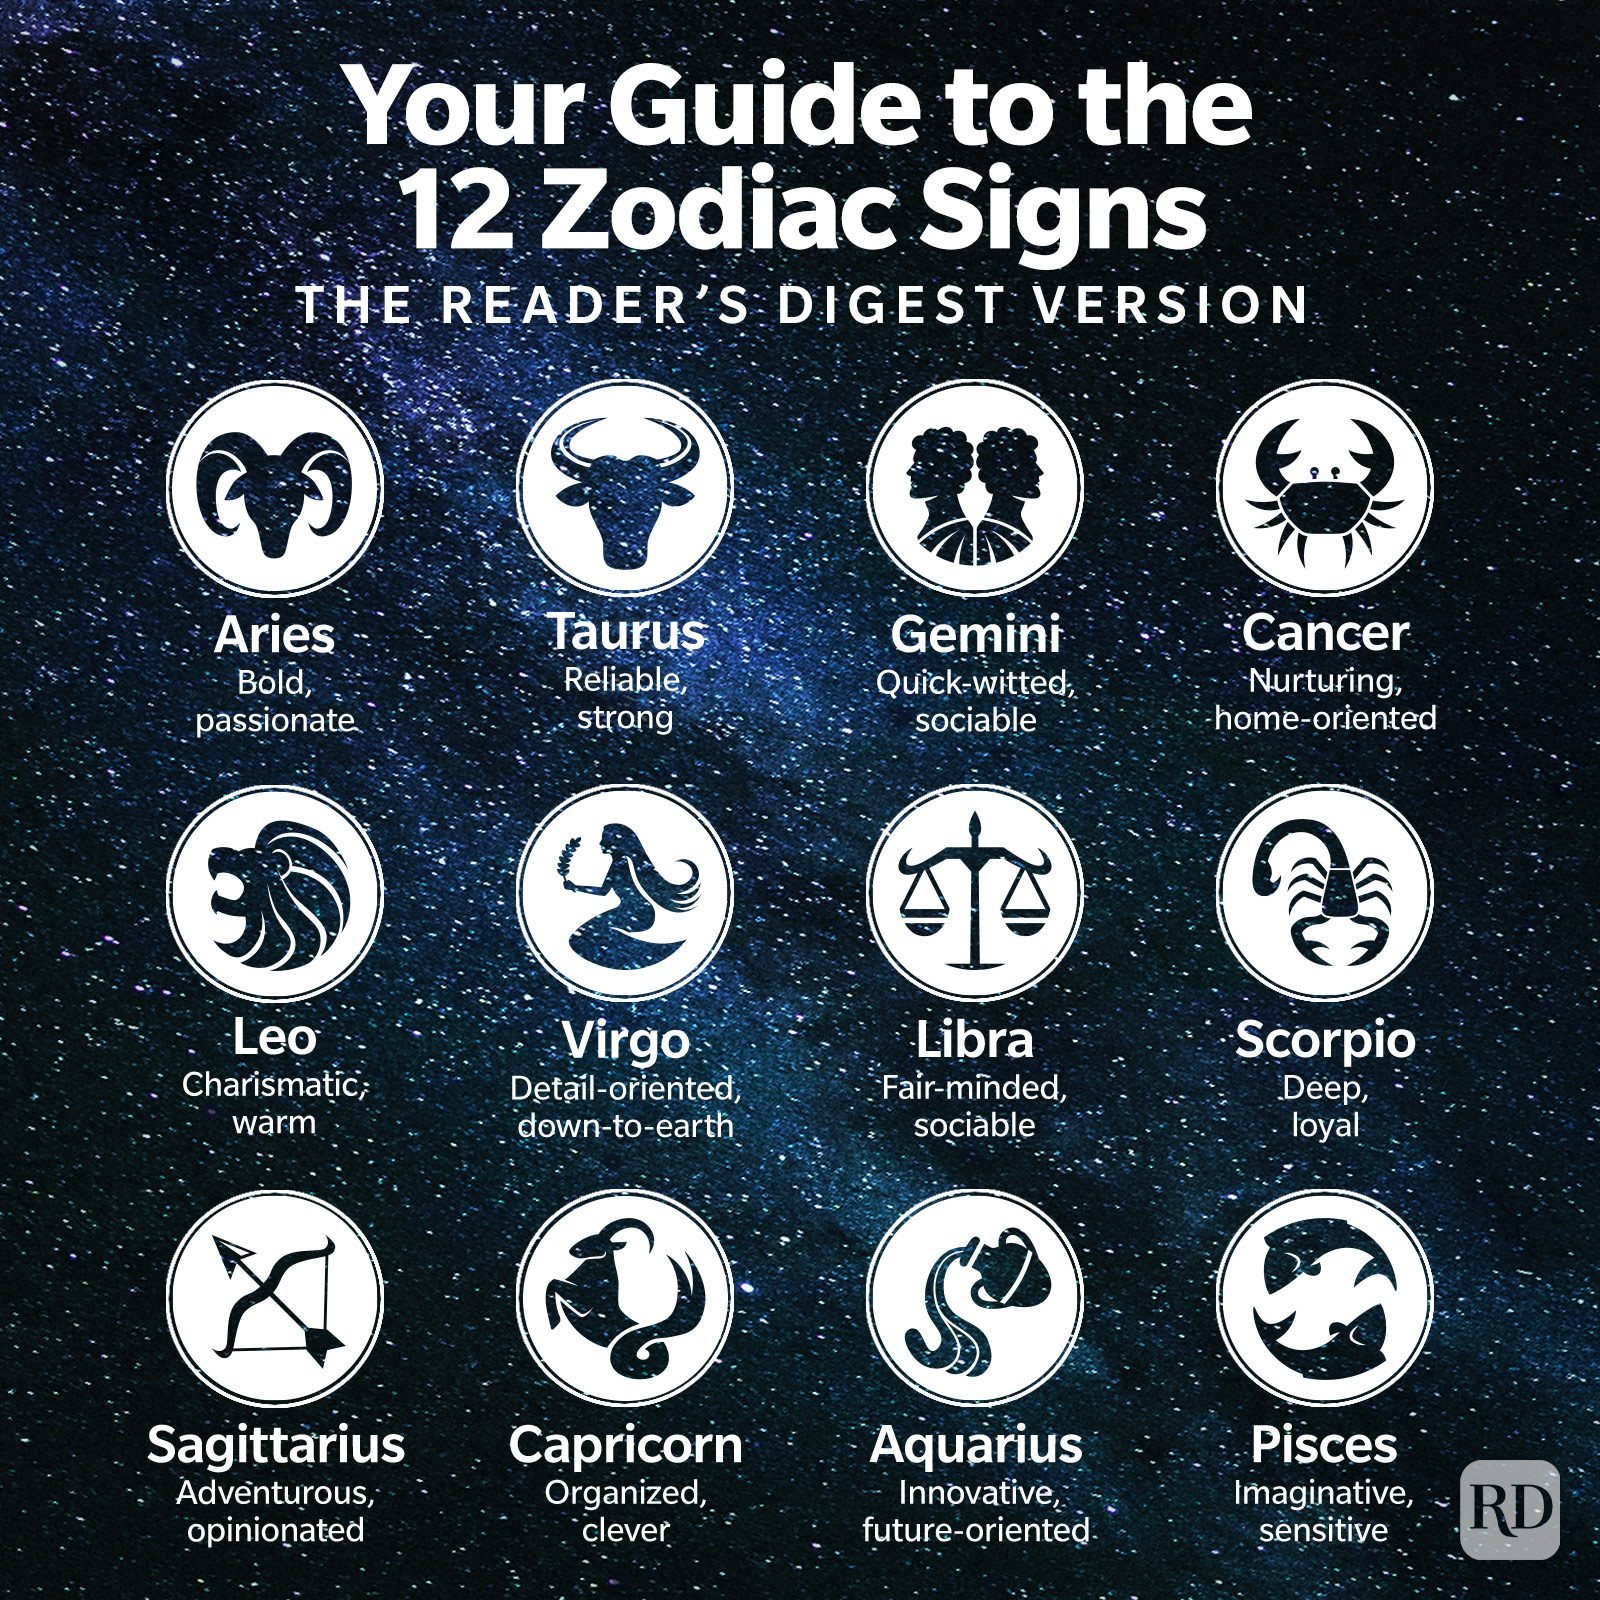 Your Guide to the
12 Zodiac Signs
THE READER’S DIGEST VERSION
Aries
Bold,
passionate
Taurus
Reliable,
strong
Gemini
Quick-witted,
sociable
Cancer
Nurturing,
home-oriented
Leo
Charismatic,
warm
Virgo
Detail-oriented,
down-to-earth
Libra
Fair-minded,
sociable
Scorpio
Deep,
loyal
Sagittarius
Adventurous,
opinionated
Capricorn
Organized,
clever
Aquarius
Innovative,
future-oriented
Pisces
Imaginative,
sensitive
RD